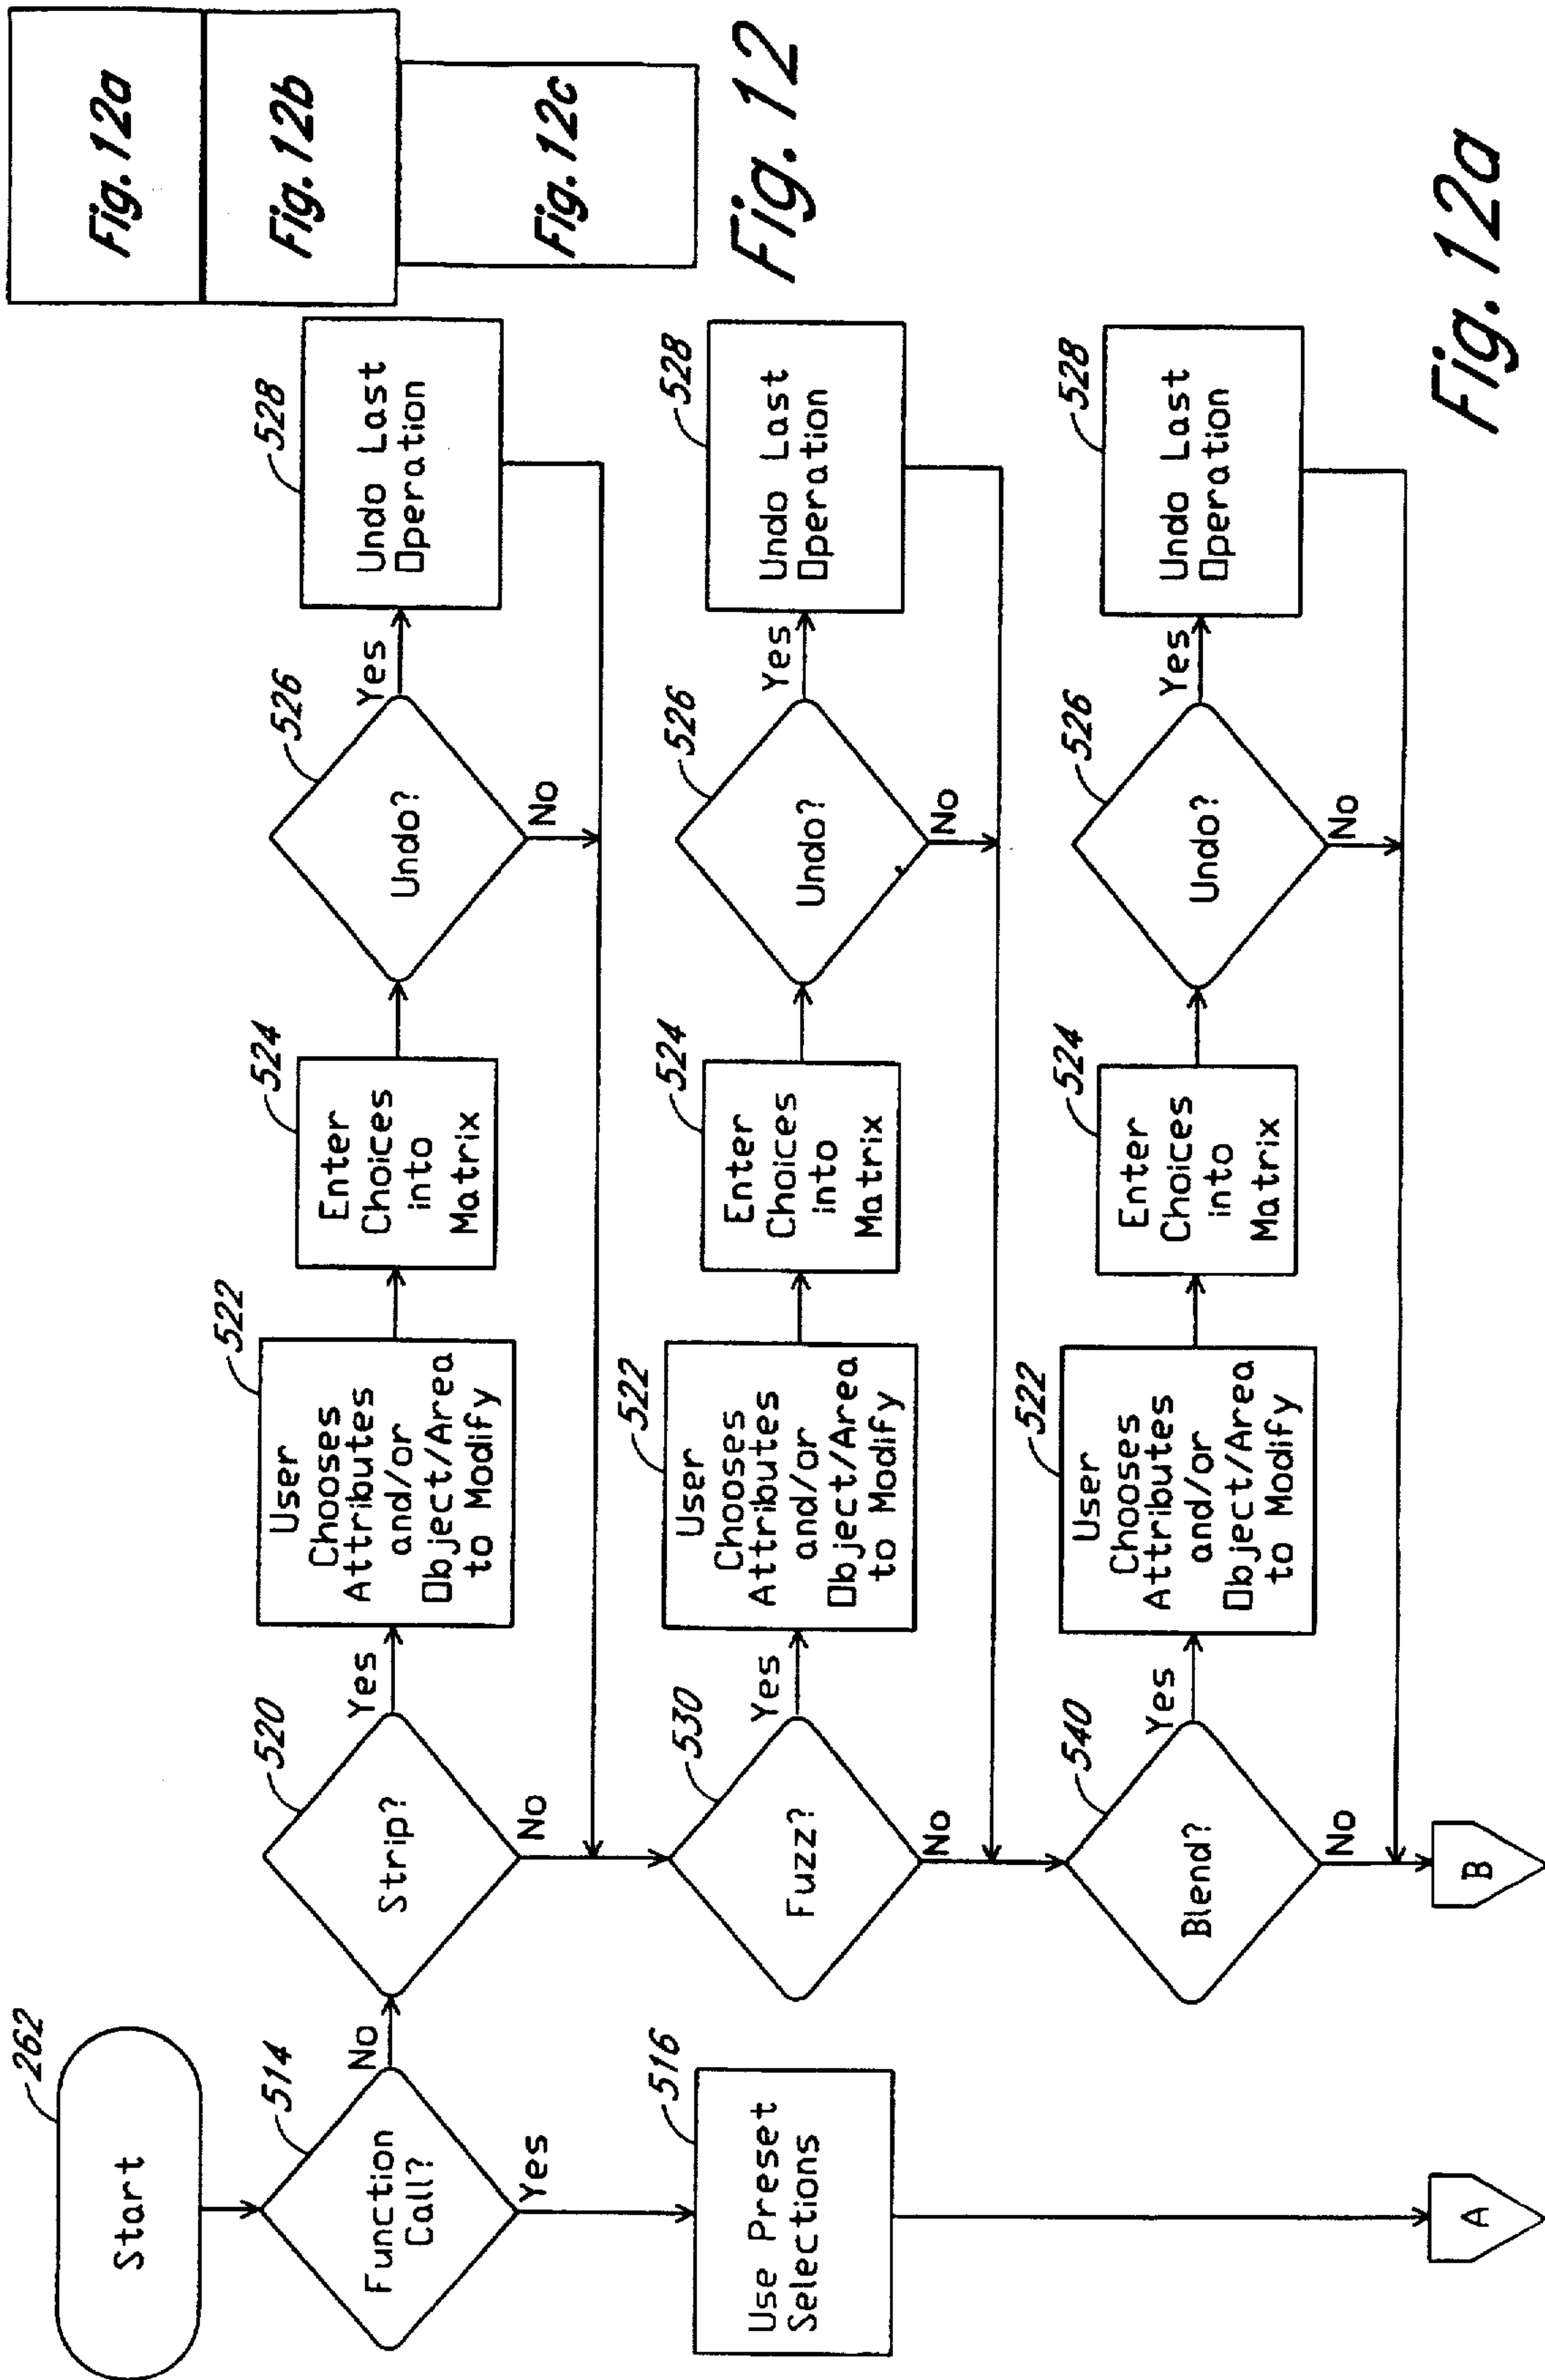 262
Start
514
Function
Call?
No
Yes
516
Use Preset
Selections
A
520
Strip?
Yes
No
522
User
Chooses
Attributes
and/or
Object/Area
to Modify
524
Enter
Choices
into
Matrix
526
Undo?
Yes
No
528
Undo Last
Operation
530
Fuzz?
Yes
No
522
User
Chooses
Attributes
and/or
Object/Area
to Modify
524
Enter
Choices
into
Matrix
526
Undo?
Yes
No
528
Undo Last
Operation
540
Blend?
Yes
No
522
User
Chooses
Attributes
and/or
Object/Area
to Modify
524
Enter
Choices
into
Matrix
526
Undo?
Yes
No
528
Undo Last
Operation
B
Fig. 12a
Fig. 12b
Fig. 12c
Fig. 12
Fig. 12a